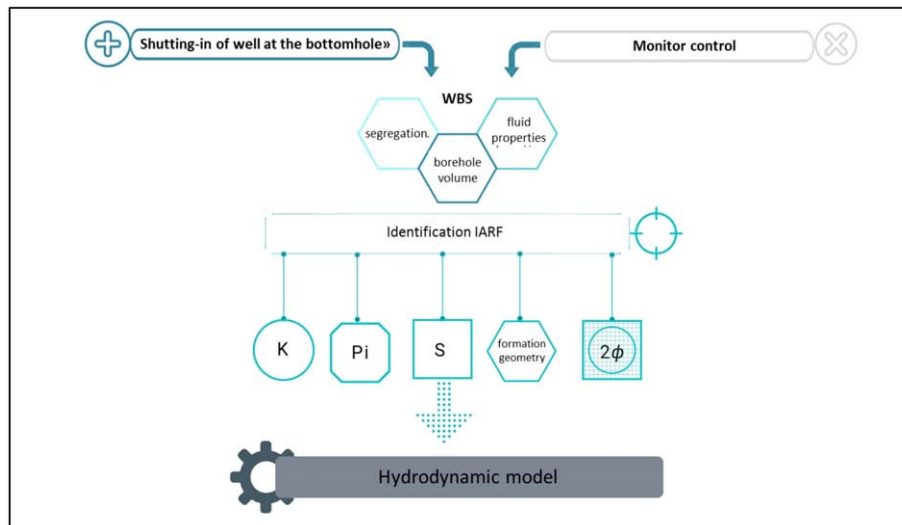 Shutting-in of well at the bottomhole»
Monitor control
WBS
segregation.
fluid
properties
borehole
volume
Identification IARF
K
Pi
S
formation
geometry
2ϕ
Hydrodynamic model